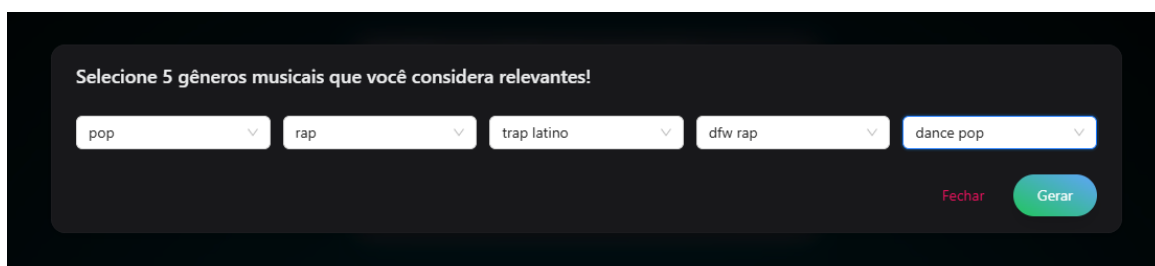 Selecione 5 gêneros musicais que você considera relevantes!
pop rap trap latino dfw rap dance pop
Fechar Gerar